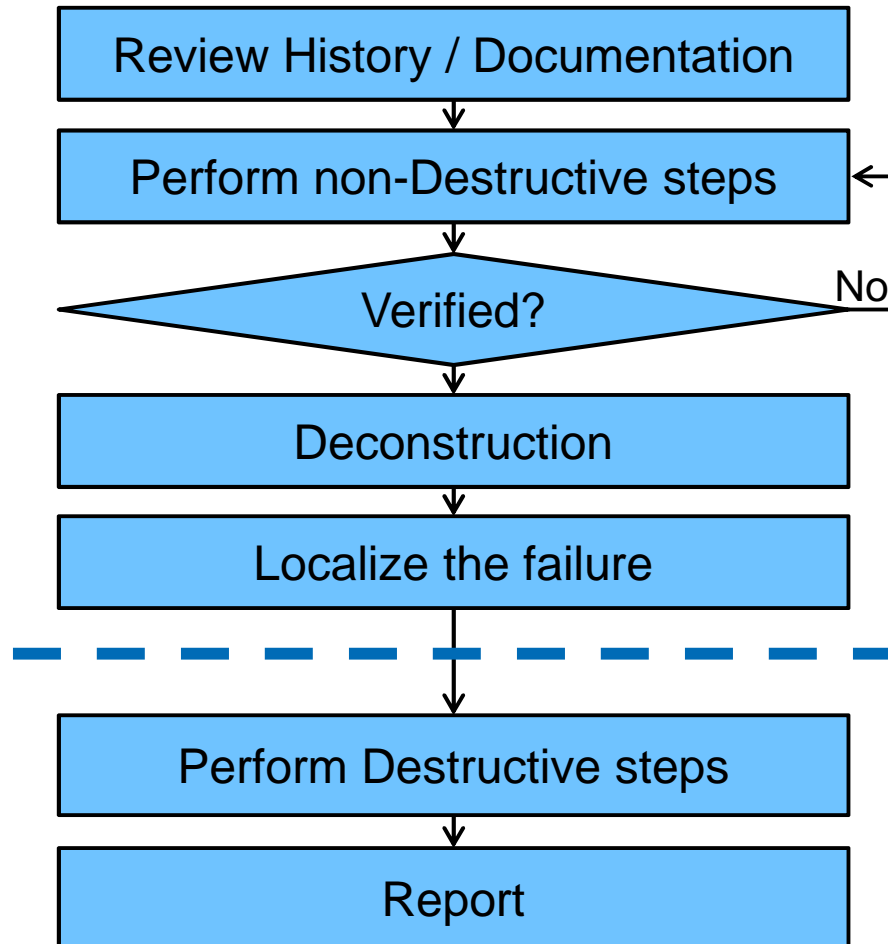 Review History / Documentation
Perform non-Destructive steps
Verified?
No
Deconstruction
Localize the failure
Perform Destructive steps
Report